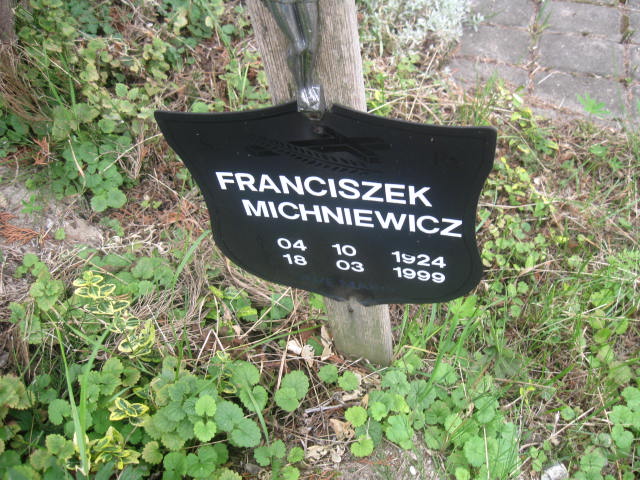 FRANCISZEK
MICHNIEWICZ
04 10 1924
18 03 1999